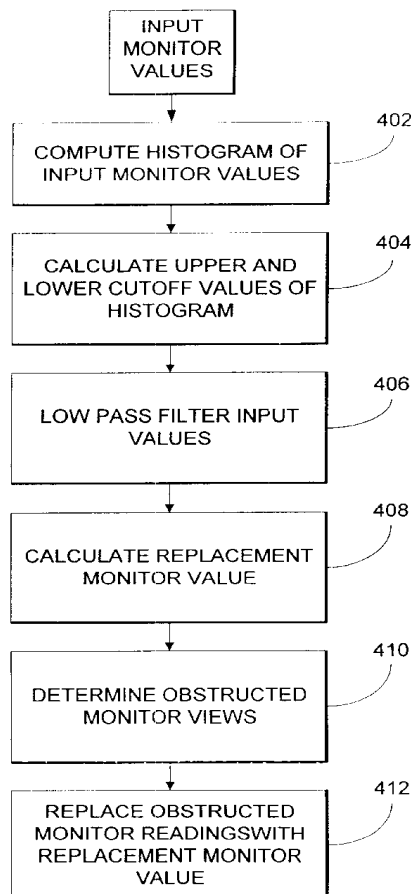 INPUT
MONITOR
VALUES
402
COMPUTE HISTOGRAM OF
INPUT MONITOR VALUES
404
CALCULATE UPPER AND
LOWER CUTOFF VALUES OF
HISTOGRAM
406
LOW PASS FILTER INPUT
VALUES
408
CALCULATE REPLACEMENT
MONITOR VALUE
410
DETERMINE OBSTRUCTED
MONITOR VIEWS
412
REPLACE OBSTRUCTED
MONITOR READINGSWITH
REPLACEMENT MONITOR
VALUE